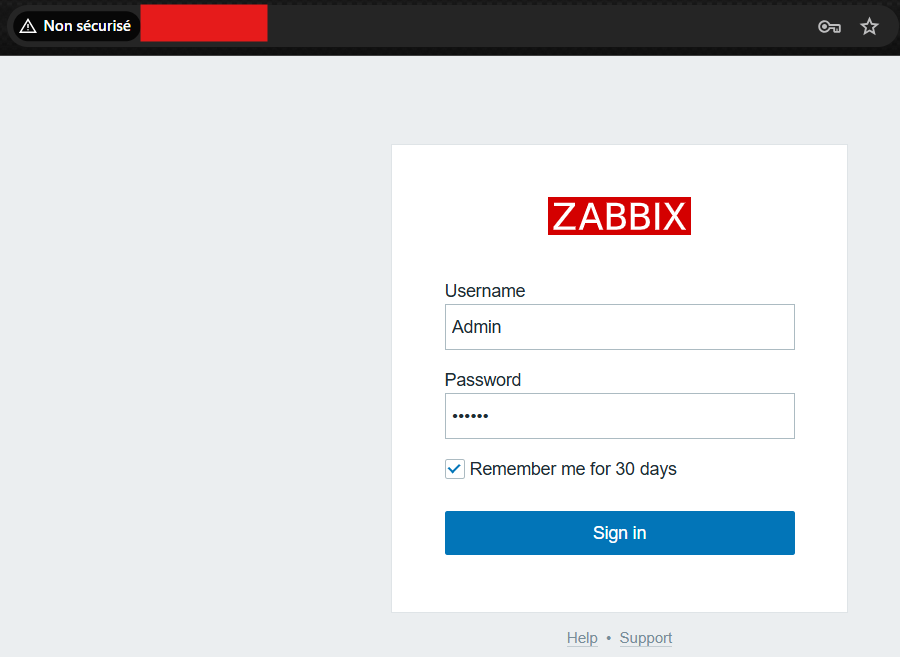 Non sécurisé
ZABBIX
Username
Admin
Password
••••••
Remember me for 30 days
Sign in
Help • Support